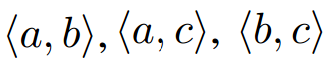 ⟨a, b⟩, ⟨a, c⟩, ⟨b, c⟩